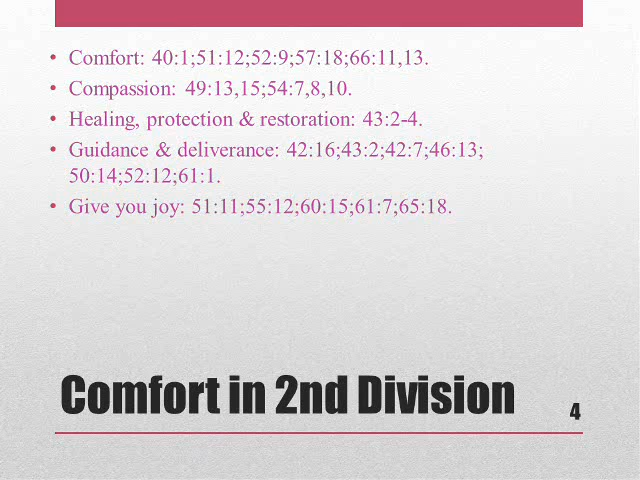 • Comfort: 40:1;51:12;52:9;57:18;66:11,13.
• Compassion: 49:13,15;54:7,8,10.
• Healing, protection & restoration: 43:2-4.
• Guidance & deliverance: 42:16;43:2;42:7;46:13;
50:14;52:12;61:1.
• Give you joy: 51:11;55:12;60:15;61:7;65:18.
Comfort in 2nd Division
4